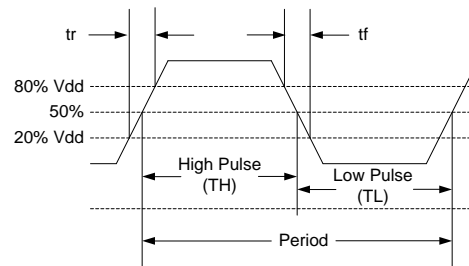 tr
tf
80% Vdd
50%
20% Vdd
High Pulse
(TH)
Low Pulse
(TL)
Period